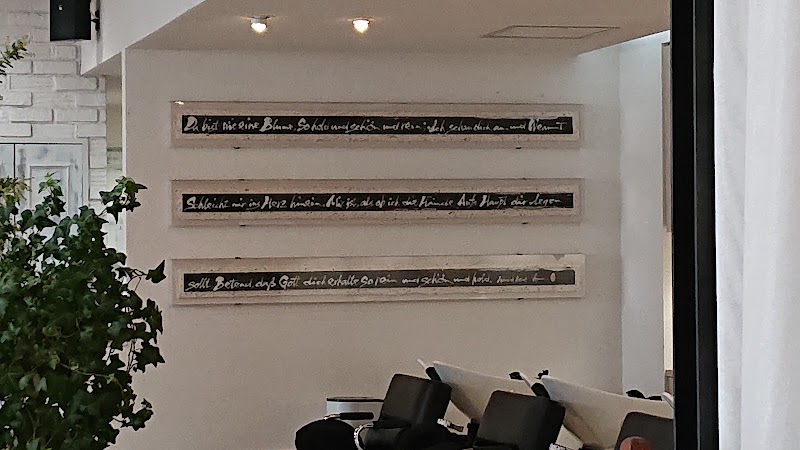 Du bist wie eine Blume, So hold und schön und rein; Ich schau dich an, und Wehmut
Schleicht mir ins Herz hinein. Mir ist, als ob ich die Hände Aufs Haupt dir legen
sollt Betend, daß Gott dich erhalte So rein und schön und hold.